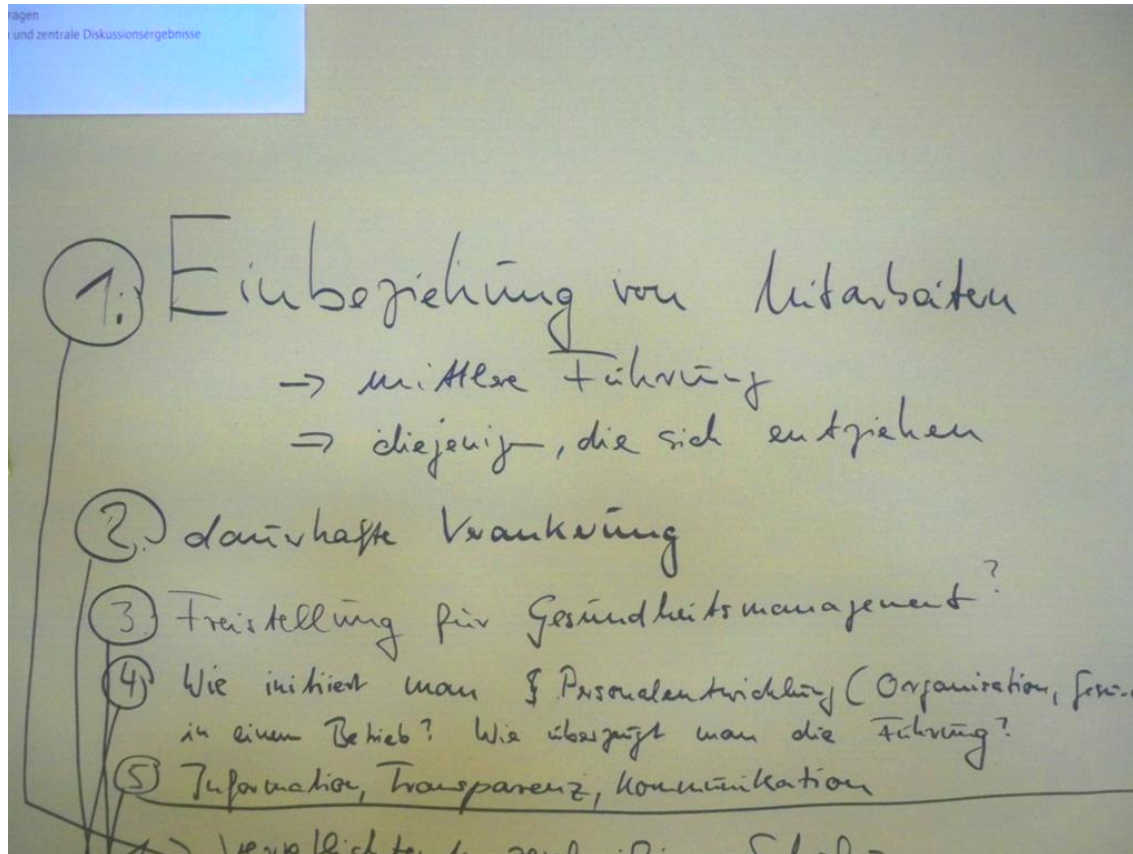 ragen
und zentrale Diskussionsergebnisse
1. Einbeziehung von Mitarbeitern
→ mittlere Führung
⇒ diejenigen, die sich entziehen
2. dauerhafte Verankerung
3 Freistellung für Gesundheitsmanagement?
4 Wie initiiert man Personalentwicklung (Organisation,
in einem Betrieb? Wie überzeugt man die Führung?
5 Information, Transparenz, Kommunikation